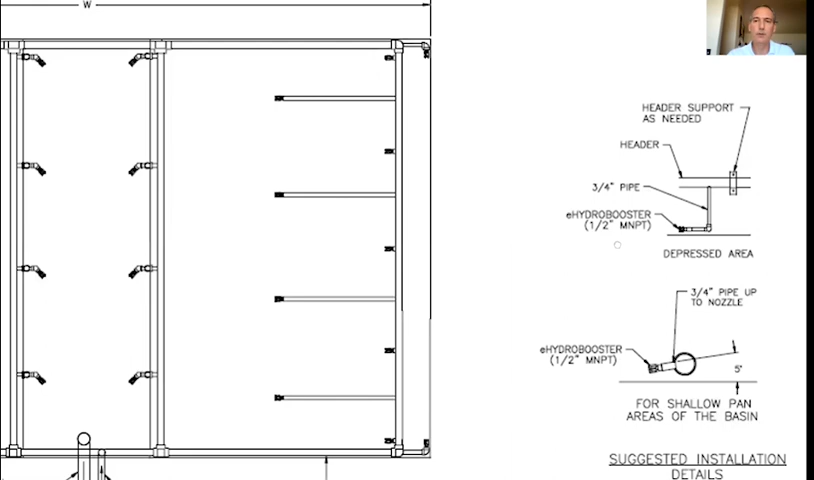 W
HEADER SUPPORT
AS NEEDED
HEADER
3/4" PIPE
eHYDROBOOSTER
(1/2" MNPT)
DEPRESSED AREA
3/4" PIPE UP
TO NOZZLE
eHYDROBOOSTER
(1/2" MNPT)
5°
FOR SHALLOW PAN
AREAS OF THE BASIN
SUGGESTED INSTALLATION
DETAILS